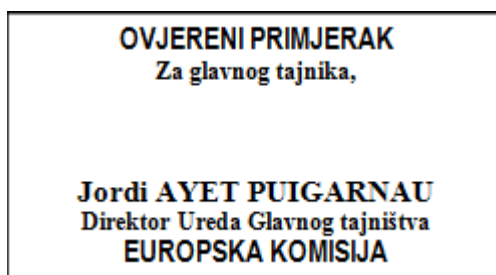 OVJERENI PRIMJERAK
Za glavnog tajnika,
Jordi AYET PUIGARNAU
Direktor Ureda Glavnog tajništva
EUROPSKA KOMISIJA